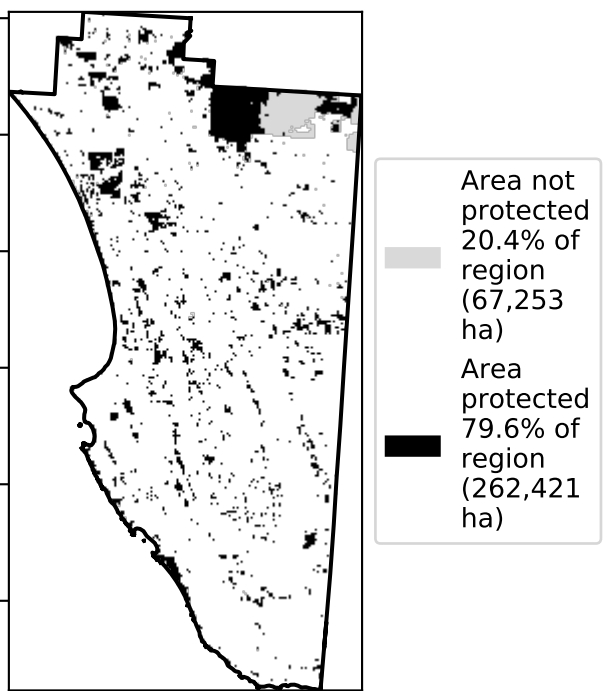 Area not
protected
20.4% of
region
(67,253
ha)
Area
protected
79.6% of
region
(262,421
ha)